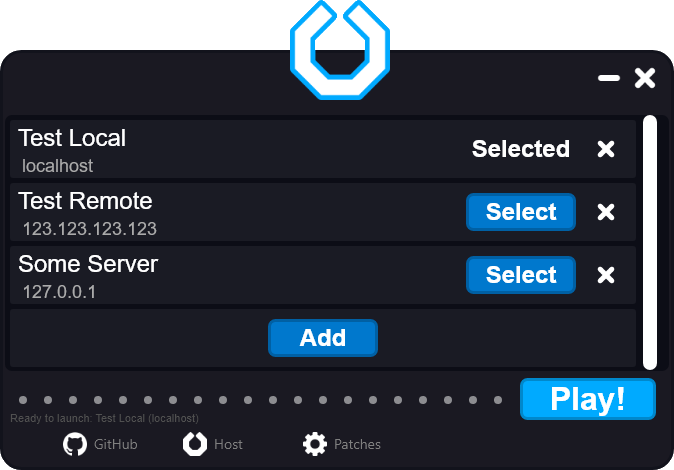 Test Local
localhost
Selected
Test Remote
123.123.123.123
Select
Some Server
127.0.0.1
Select
Add
Play!
Ready to launch: Test Local (localhost)
GitHub
Host
Patches